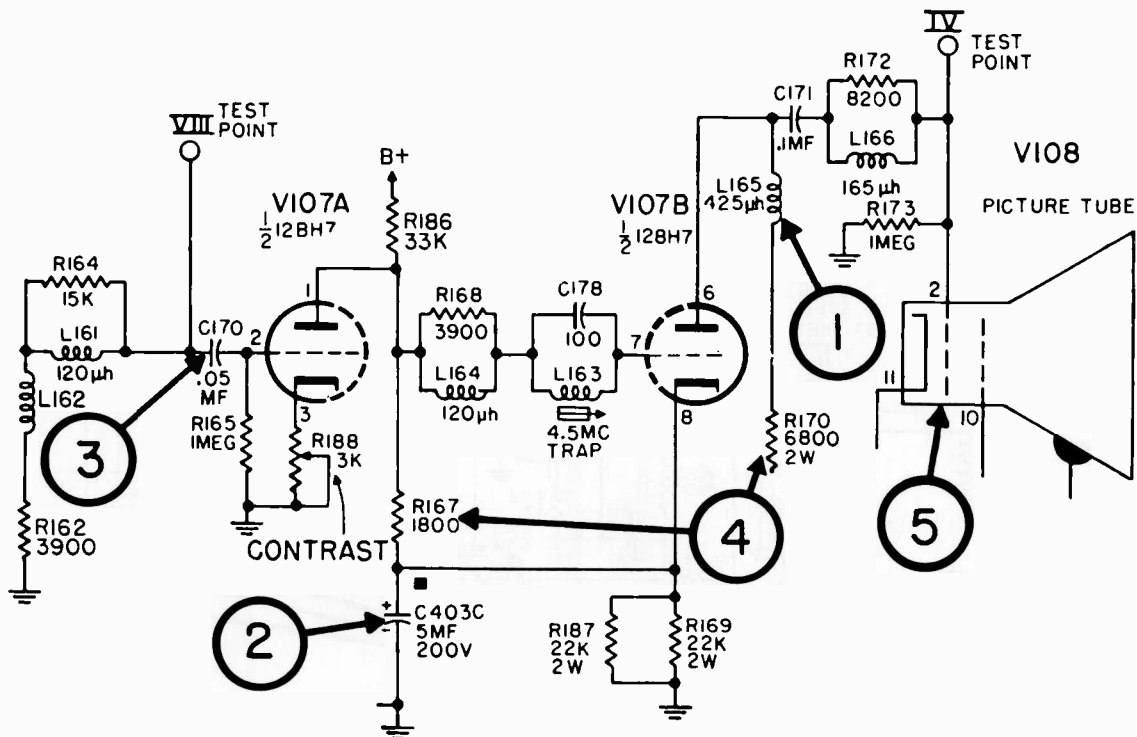 IV
TEST
POINT
R172
8200
C171
.1MF
L166
165µh
VIII
TEST
POINT
B+
V107A
½ 12BH7
R186
33K
V107B
½ 12BH7
L165
425µh
R173
1MEG
V108
PICTURE TUBE
R164
15K
L161
120µh
L162
C170
.05
MF
2
1
3
R168
3900
L164
120µh
C178
100
L163
4.5MC
TRAP
7
6
8
2
11
10
1
3
R165
1MEG
R188
3K
R162
3900
CONTRAST
R167
1800
4
R170
6800
2W
5
2
+
-
C403C
5MF
200V
R187
22K
2W
R169
22K
2W